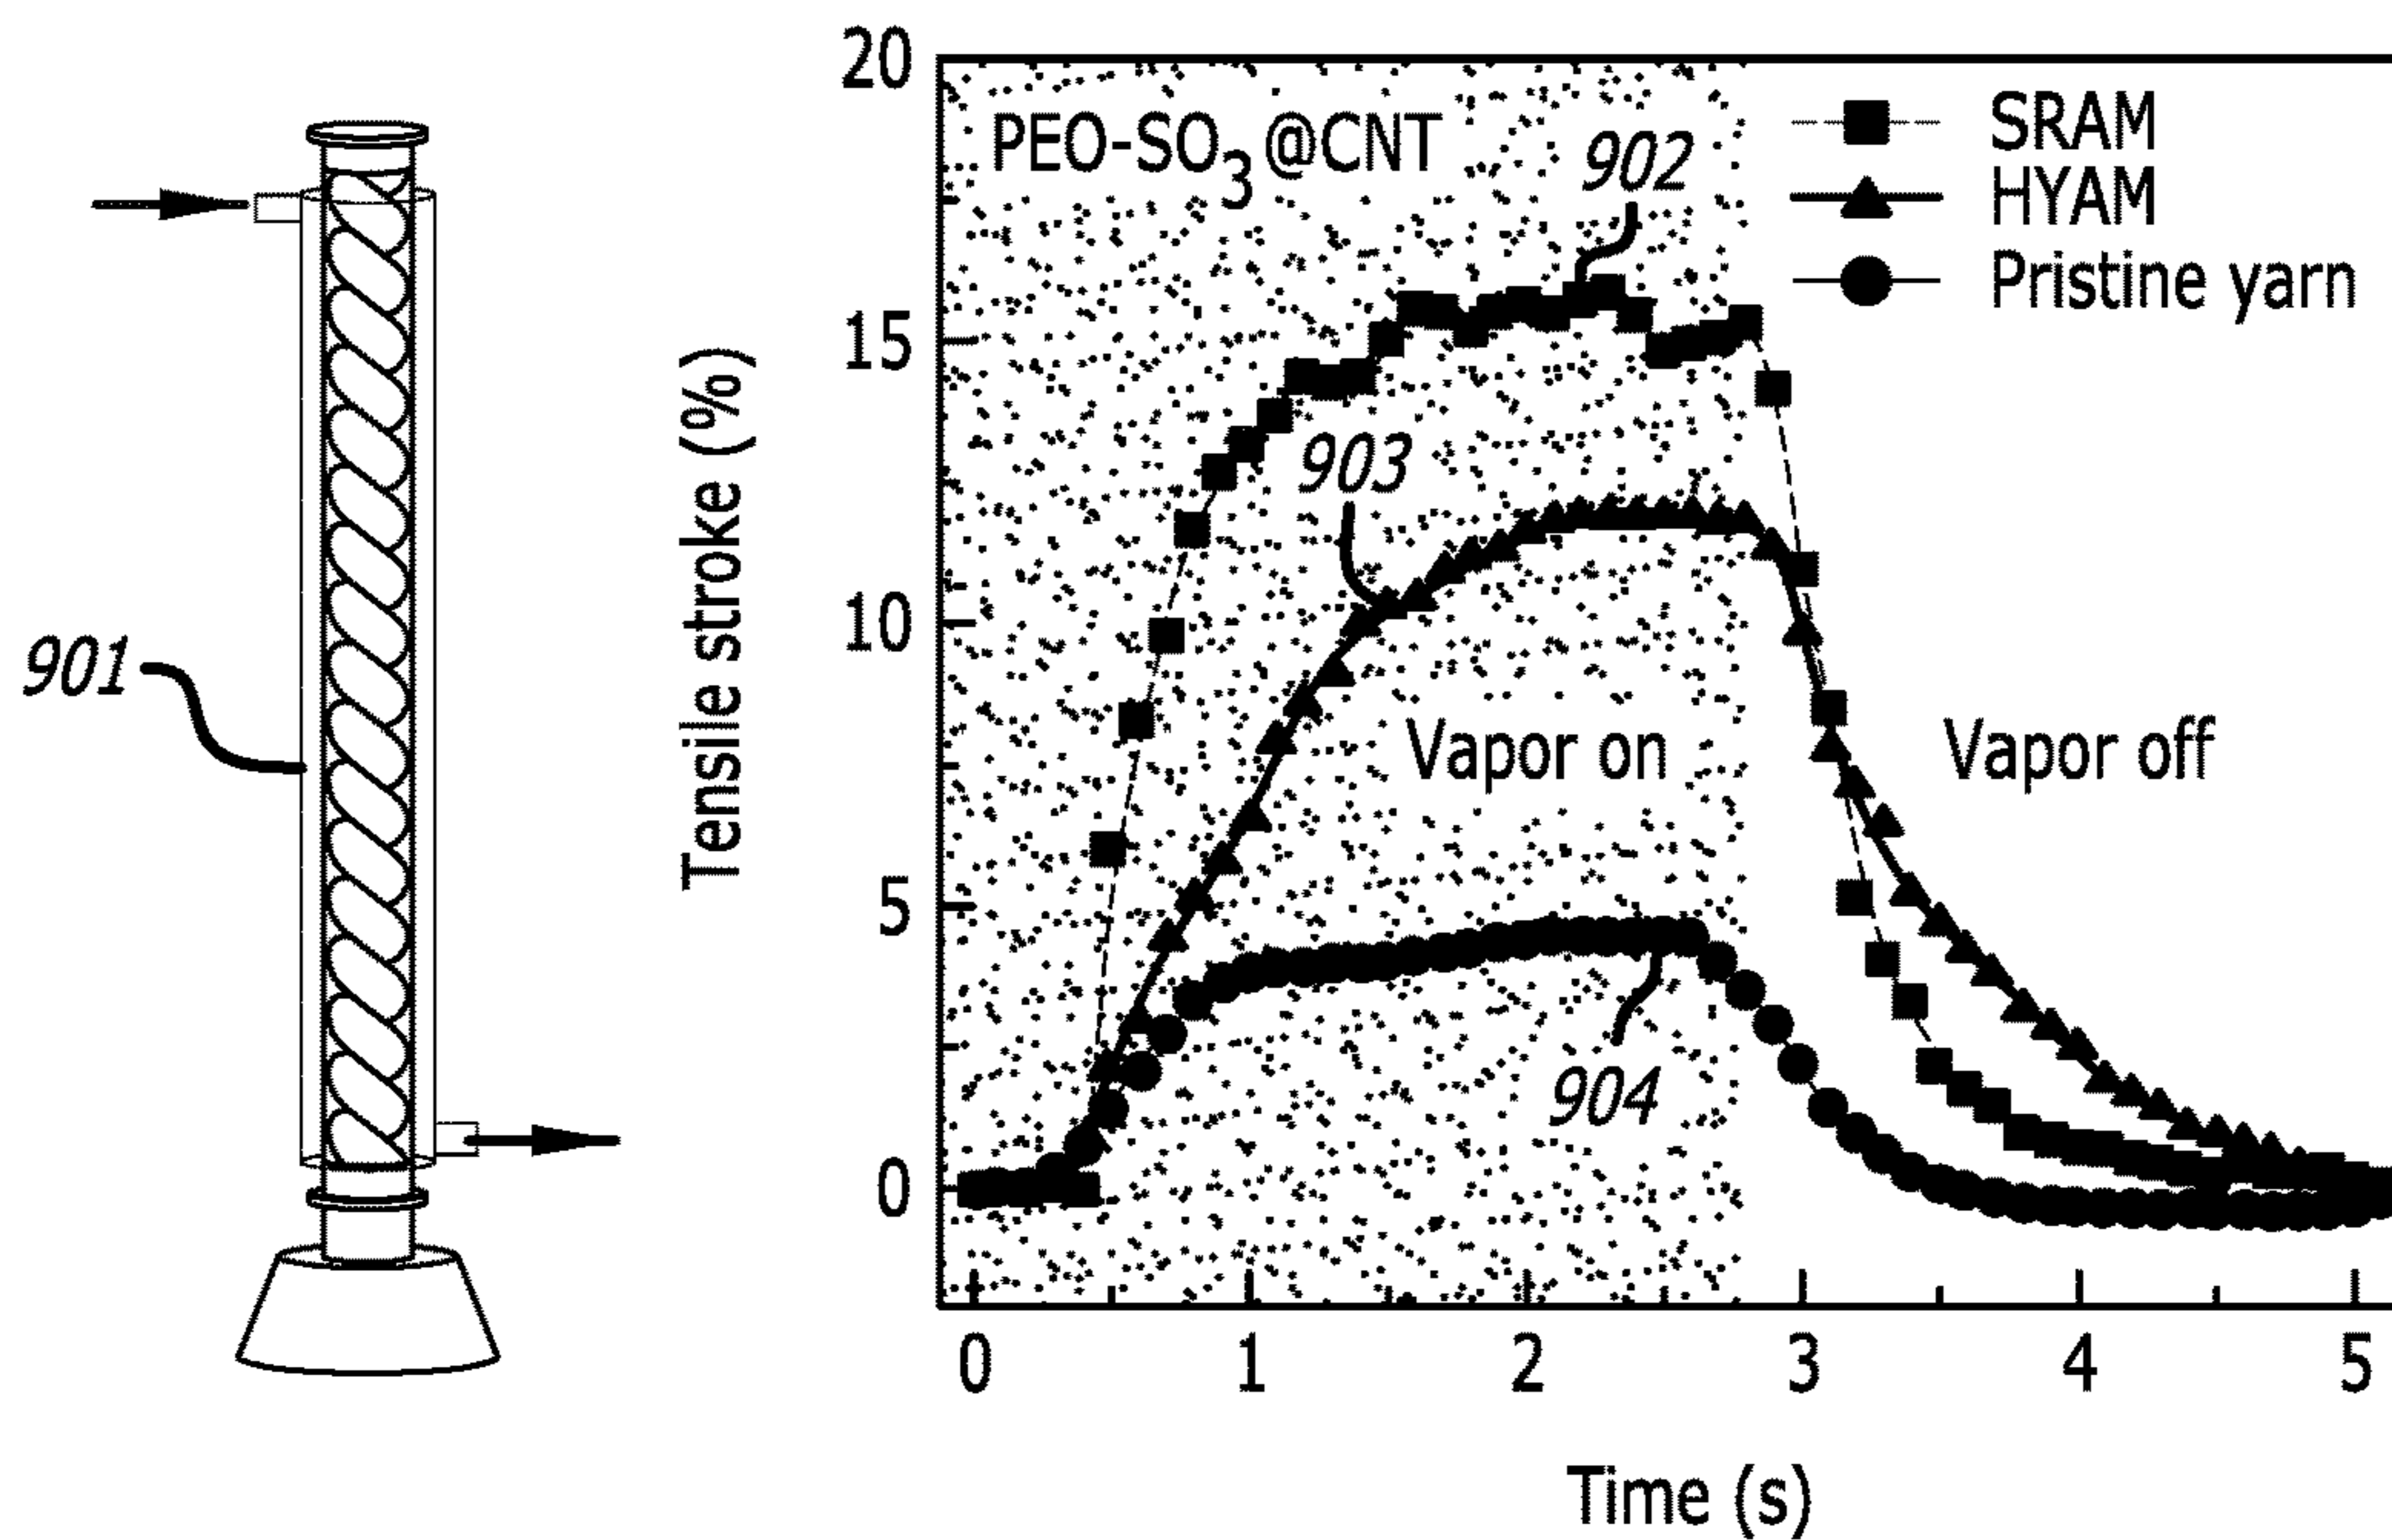 901
Tensile stroke (%)
20
15
10
5
0
PEO-SO3@CNT
902
903
904
SRAM
HYAM
Pristine yarn
Vapor on
Vapor off
0 1 2 3 4 5
Time (s)